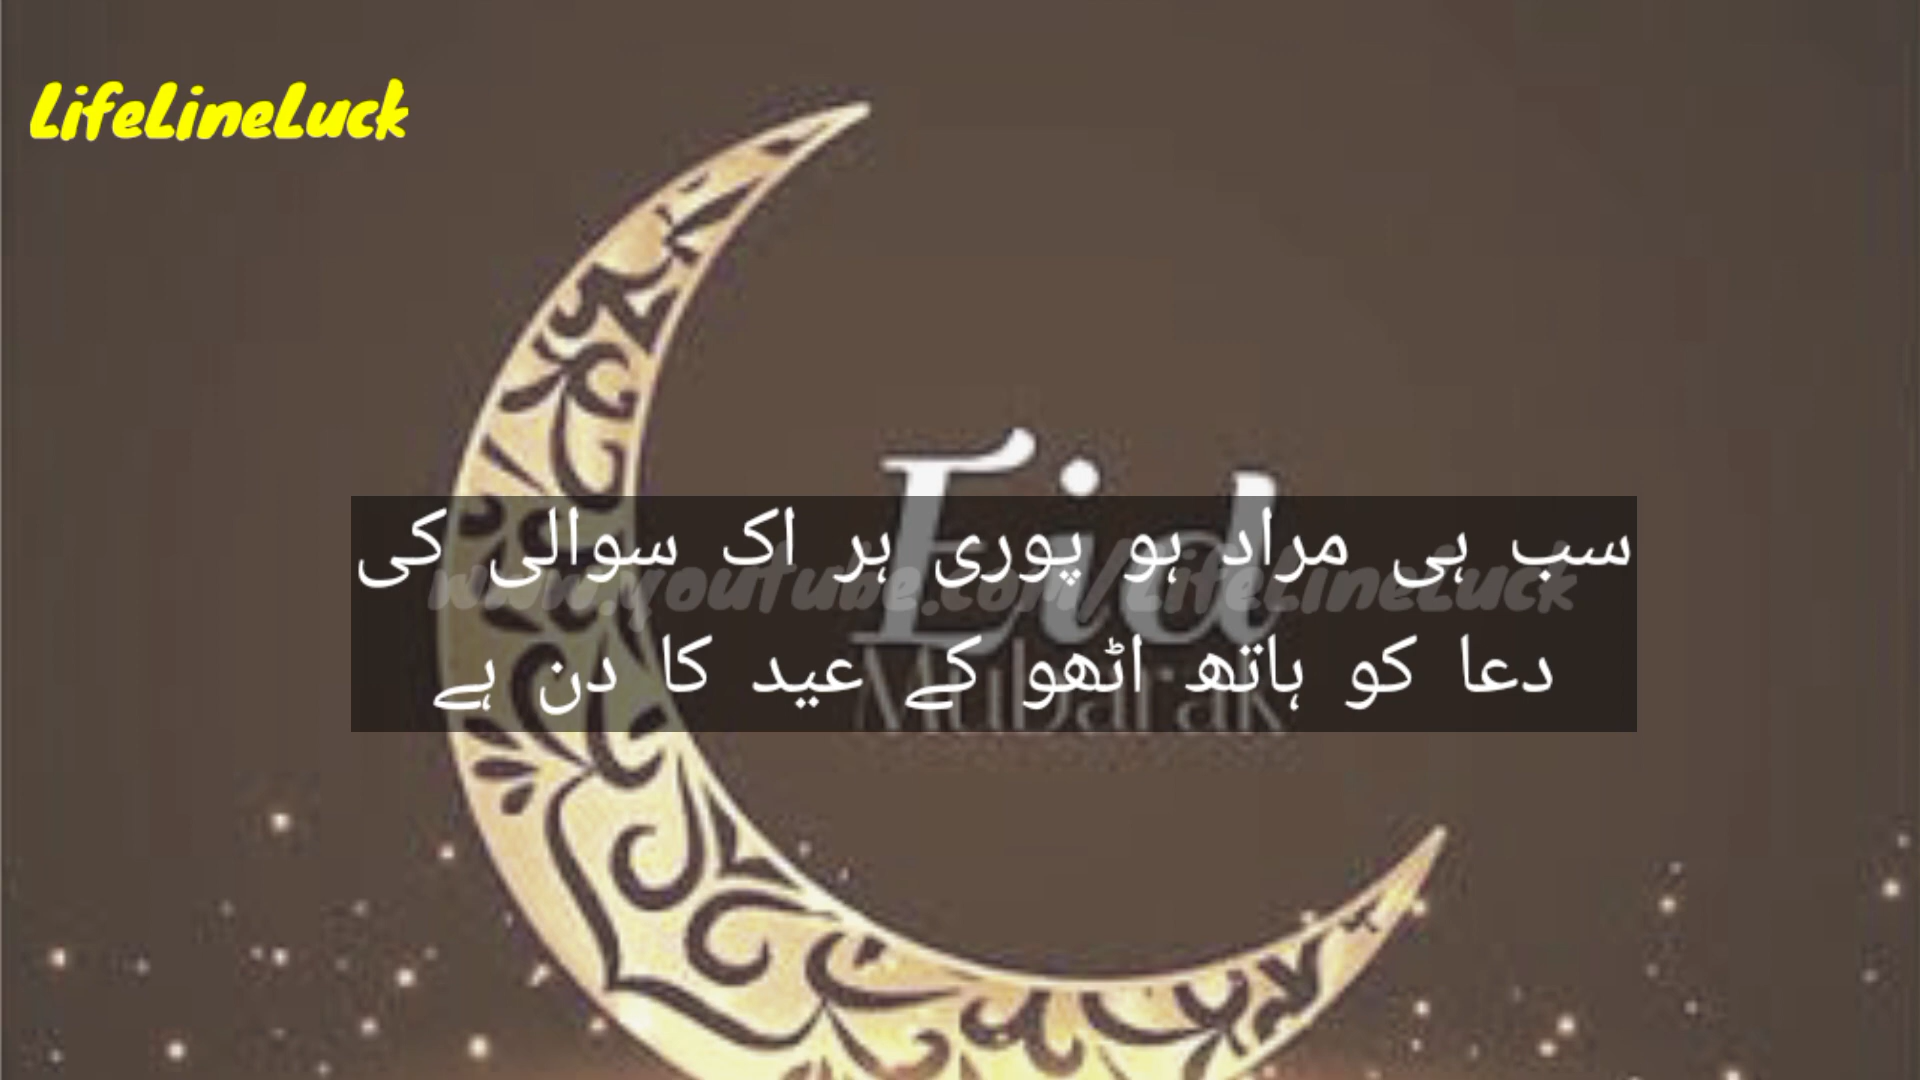 LifeLineLuck
Eid
Mubarak
سب ہی مراد ہو پوری ہر اک سوالی کی
www.youtube.com/LifeLineLuck
دعا کو ہاتھ اٹھو کے عید کا دن ہے